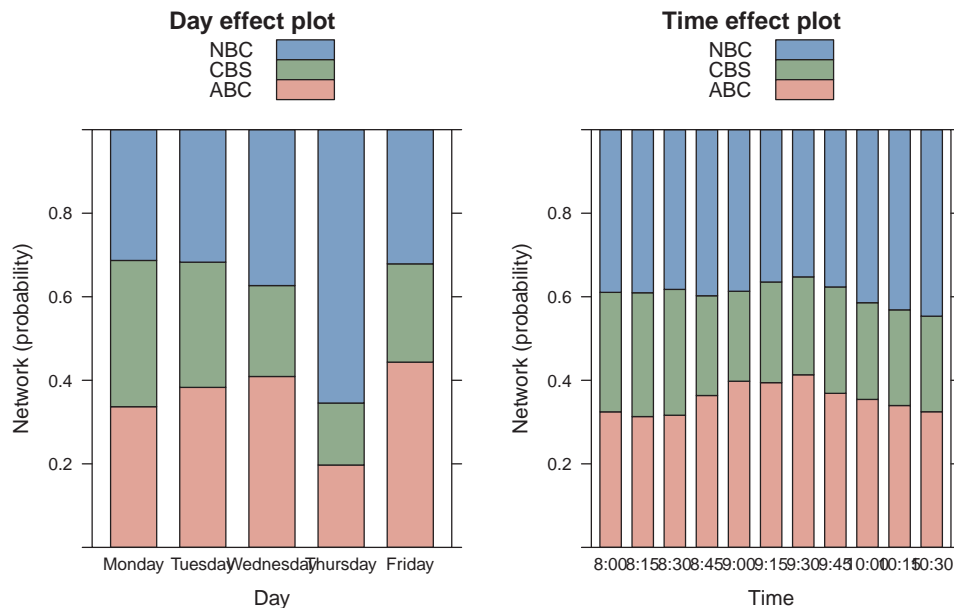 Day effect plot
NBC
CBS
ABC
0.8
0.6
0.4
0.2
Network (probability)
Monday Tuesday Wednesday Thursday Friday
Day
Time effect plot
NBC
CBS
ABC
0.8
0.6
0.4
0.2
Network (probability)
8:00 8:15 8:30 8:45 9:00 9:15 9:30 9:45 10:00 10:15 10:30
Time